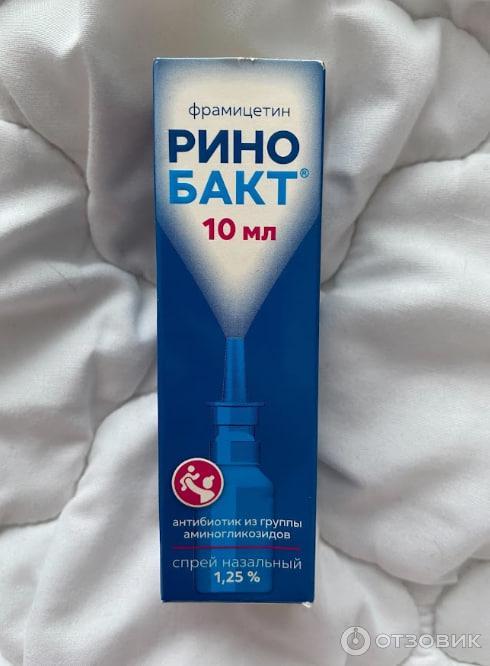 фрамицетин
РИНО
БАКТ®
10 мл
антибиотик из группы
аминогликозидов
спрей назальный
1,25 %
ОТЗОВИК